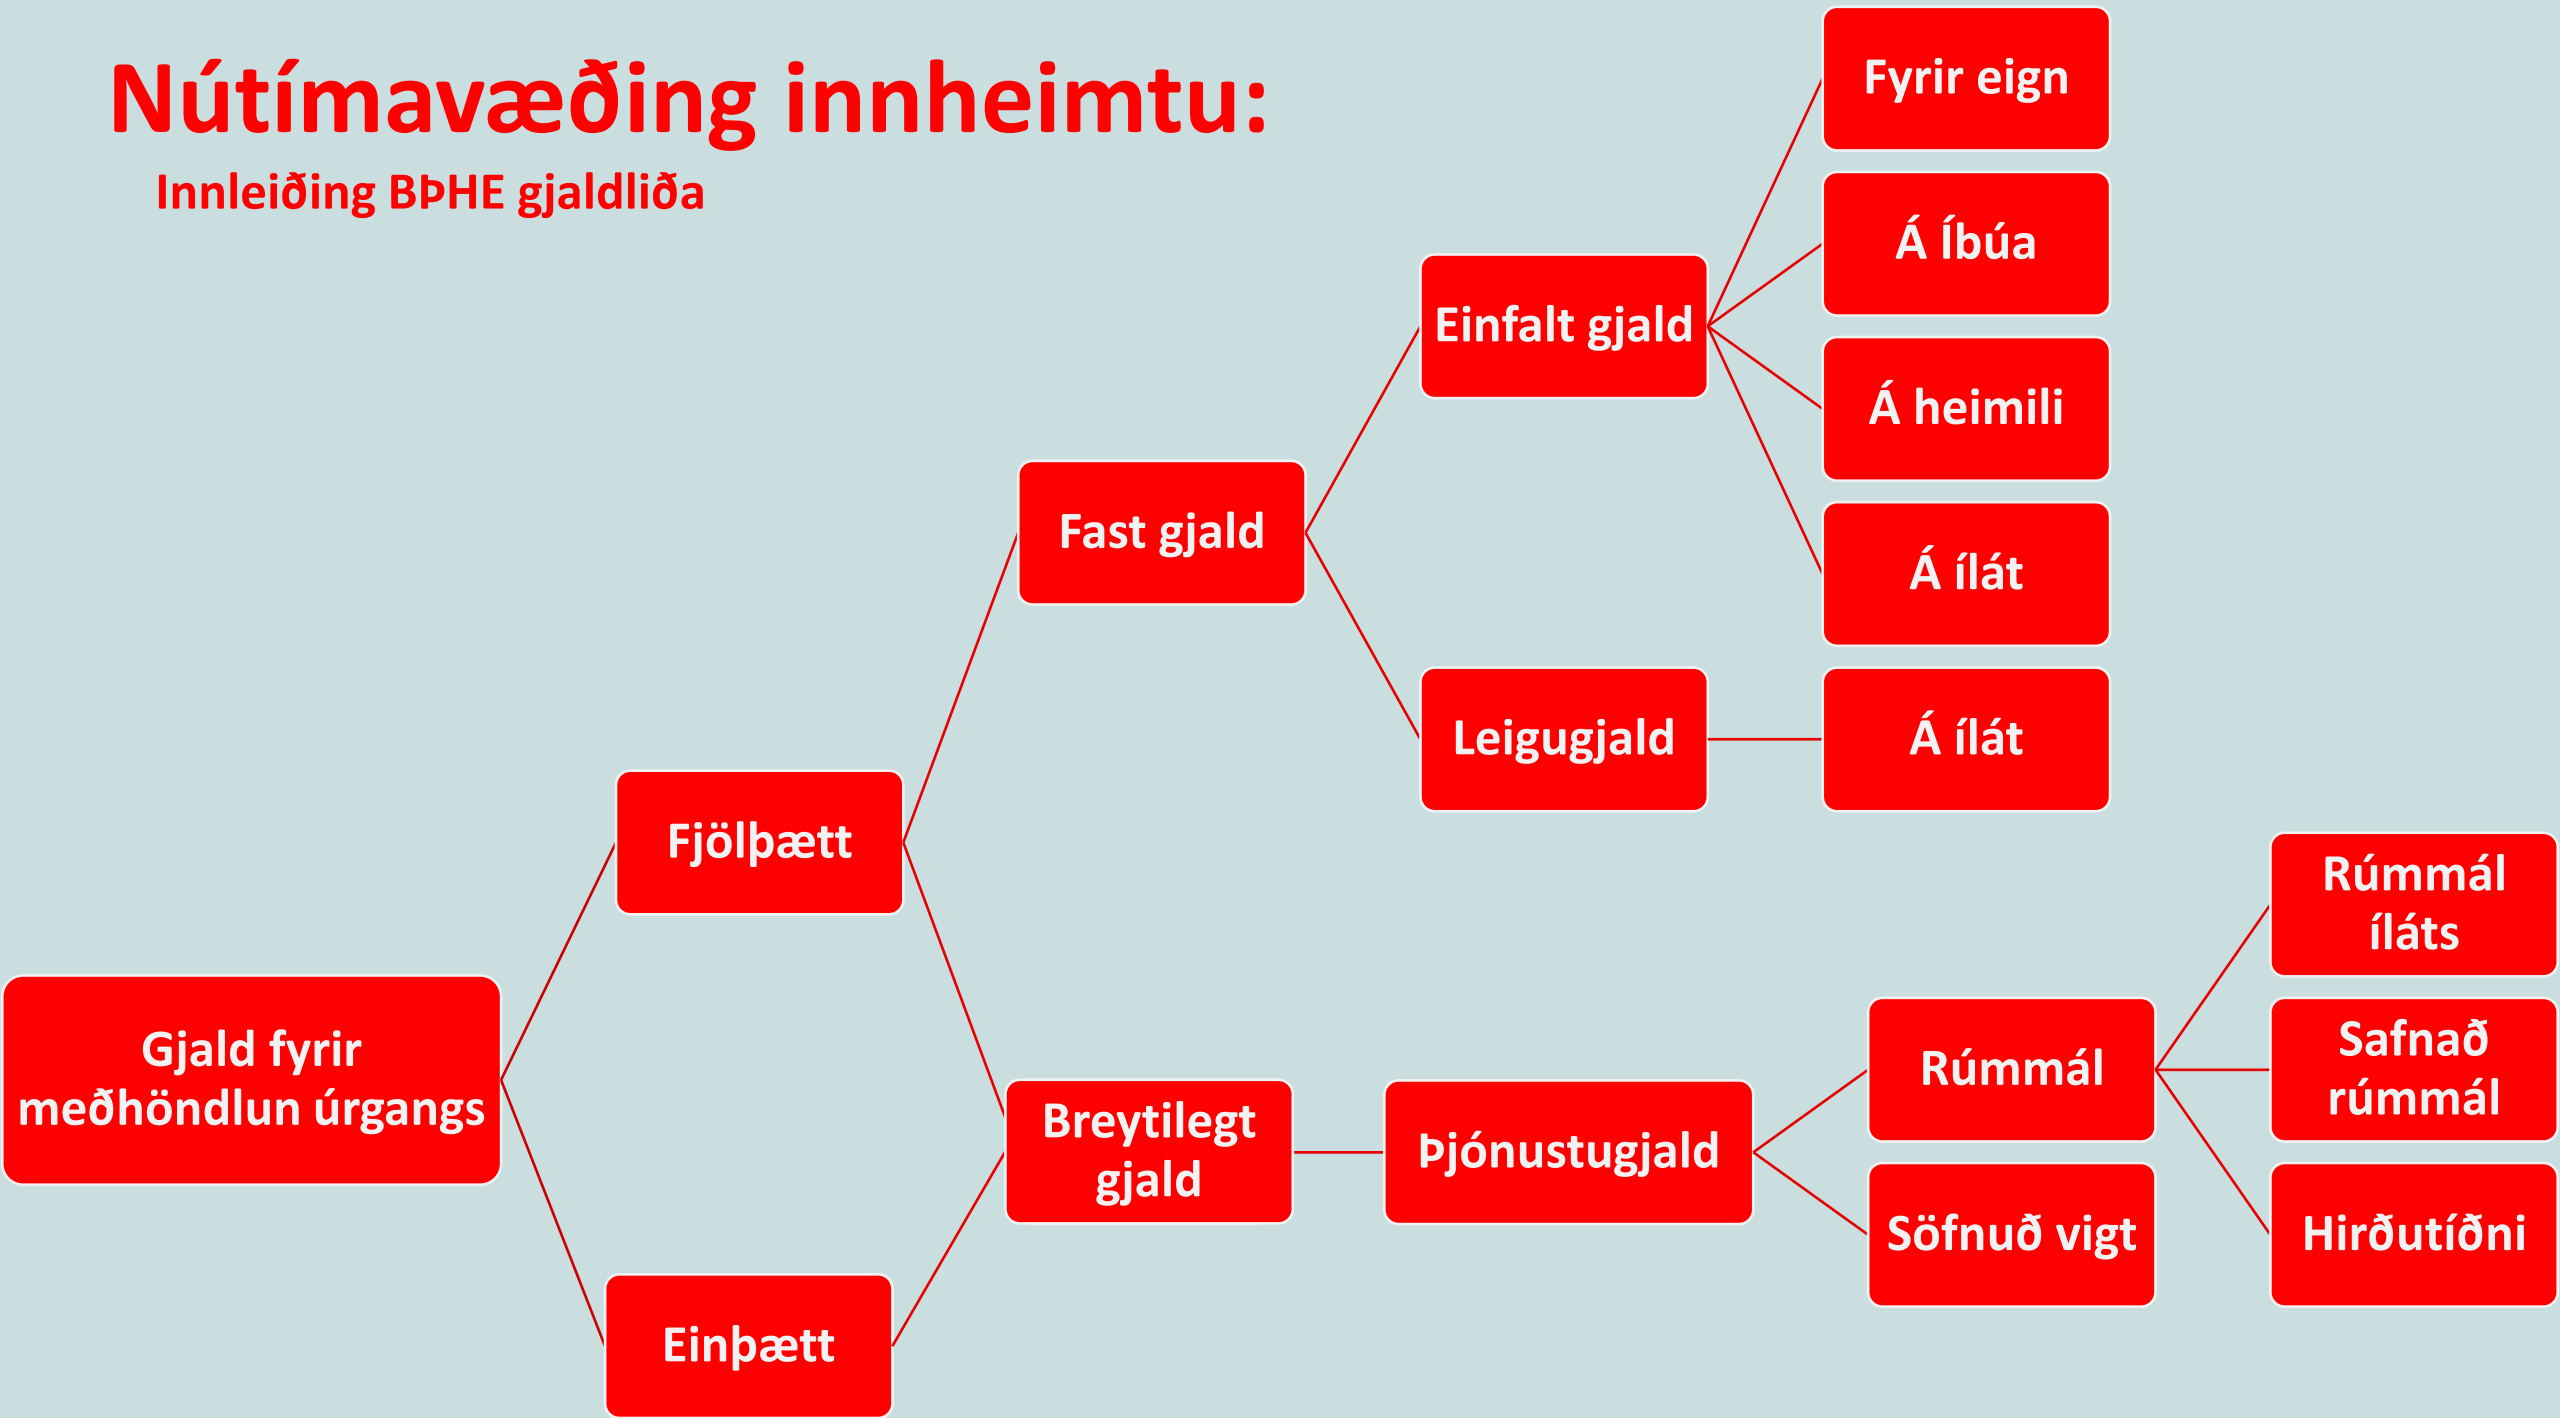 Nútímavæðing innheimtu:
Innleiðing BÞHE gjaldliða
Gjald fyrir
meðhöndlun úrgangs
Fjölþætt
Einþætt
Fast gjald
Breytilegt
gjald
Einfalt gjald
Leigugjald
Þjónustugjald
Fyrir eign
Á Íbúa
Á heimili
Á ílát
Á ílát
Rúmmál
Söfnuð vigt
Rúmmál
íláts
Safnað
rúmmál
Hirðutíðni